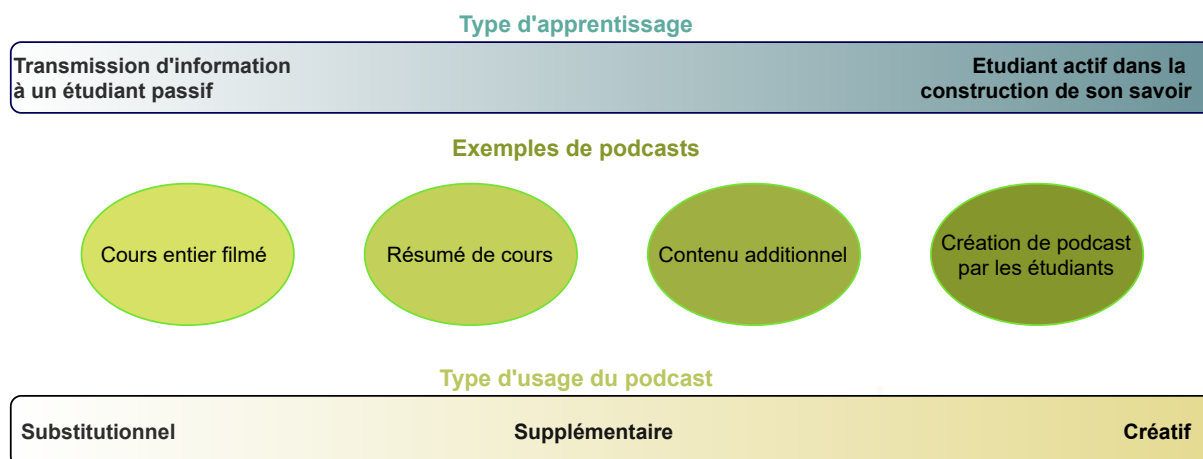 Type d'apprentissage
Transmission d'information
à un étudiant passif
Etudiant actif dans la
construction de son savoir
Exemples de podcasts
Cours entier filmé
Résumé de cours
Contenu additionnel
Création de podcast
par les étudiants
Type d'usage du podcast
Substitutionnel
Supplémentaire
Créatif